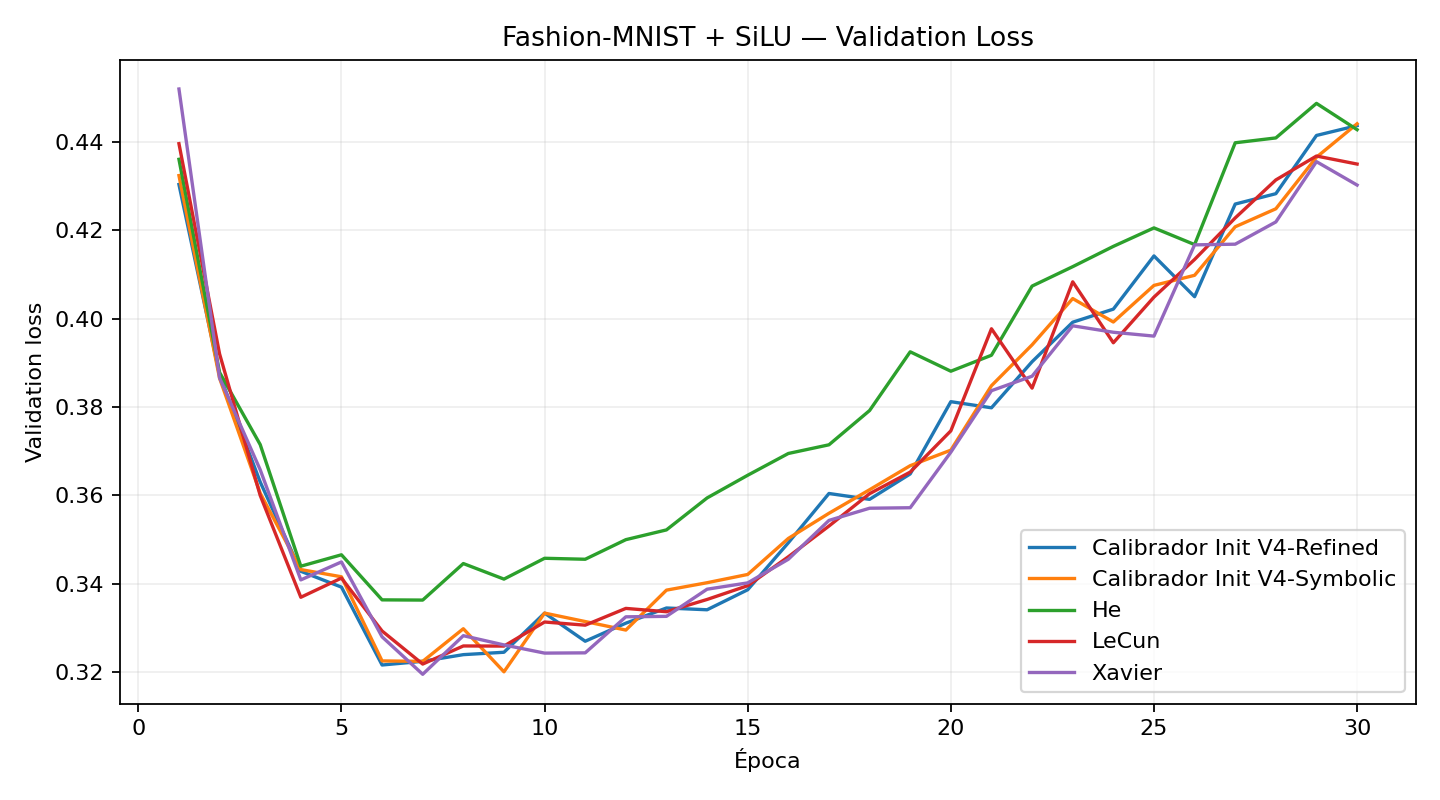 Fashion-MNIST + SiLU — Validation Loss
Validation loss
0.44
0.42
0.40
0.38
0.36
0.34
0.32
0 5 10 15 20 25 30
Época
Calibrador Init V4-Refined
Calibrador Init V4-Symbolic
He
LeCun
Xavier